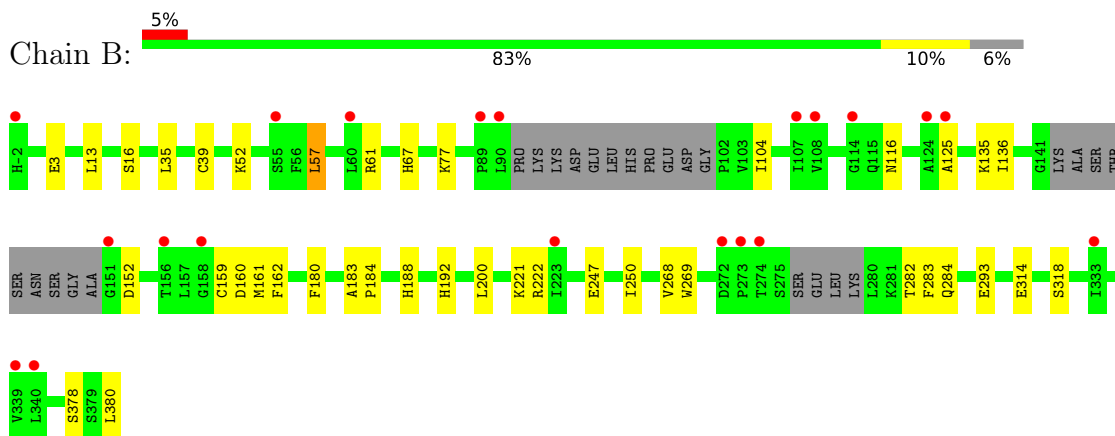 5%
Chain B:
83% 10% 6%
H-2 E3 L13 S16 L35 C39 K52 S55 F56 L57 L60 R61 H67 K77 P89 L90 PRO LYS LYS ASP GLU LEU HIS PRO GLU ASP GLY P102 V103 I104 I107 V108 G114 Q115 N116 A124 A125 K135 I136 G141 LYS ALA SER THR
SER ASN SER GLY ALA G151 D152 T156 L157 G158 C159 D160 M161 F162 F180 A183 P184 H188 H192 L200 K221 R222 I223 E247 I250 V268 W269 D272 P273 T274 S275 SER GLU LEU LYS L280 K281 T282 F283 Q284 E293 E314 S318 I333
V339 L340 S378 S379 L380